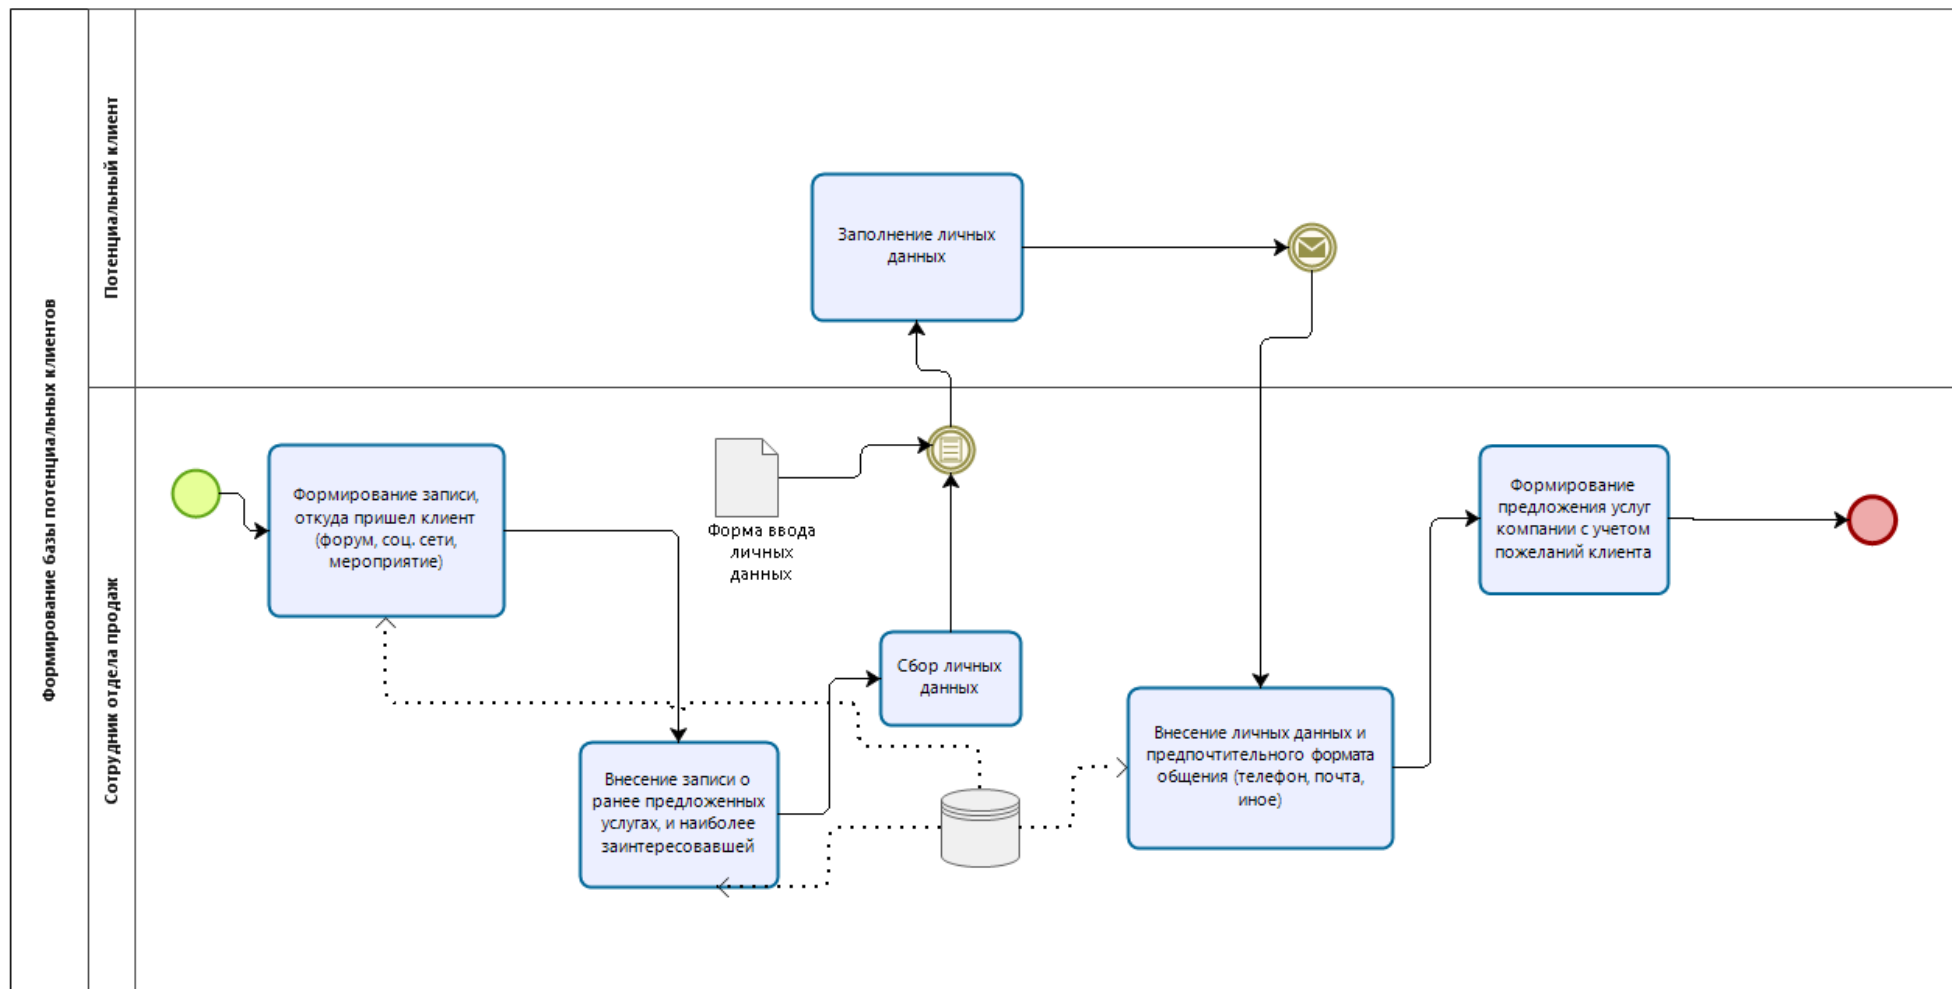 Формирование базы потенциальных клиентов
Потенциальный клиент
Заполнение личных
данных
Сотрудник отдела продаж
Формирование записи,
откуда пришел клиент
(форум, соц. сети,
мероприятие)
Форма ввода
личных
данных
Сбор личных
данных
Внесение записи о
ранее предложенных
услугах, и наиболее
заинтересовавшей
Внесение личных данных и
предпочтительного формата
общения (телефон, почта,
иное)
Формирование
предложения услуг
компании с учетом
пожеланий клиента